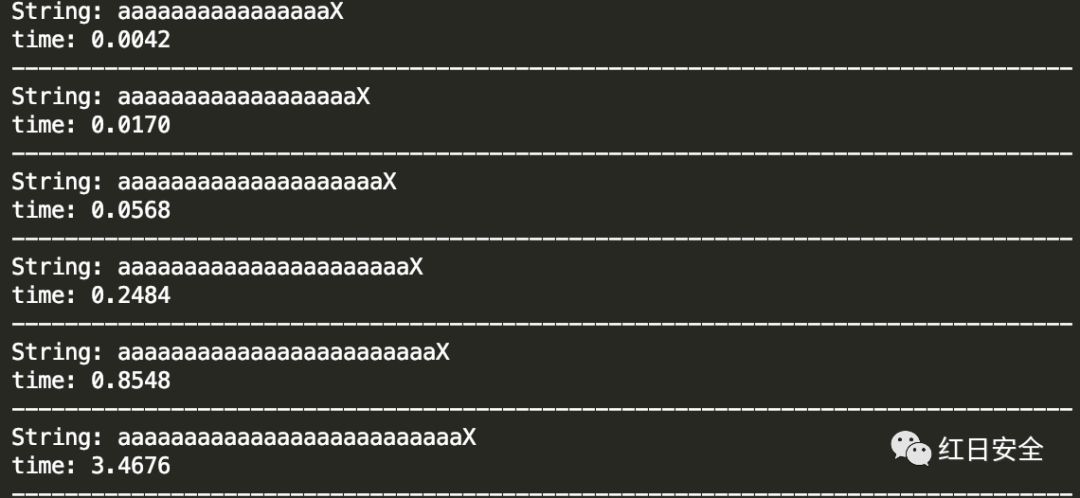 String: aaaaaaaaaaaaaaaaX
time: 0.0042
--------------------------------------------------------------------------------
String: aaaaaaaaaaaaaaaaaaX
time: 0.0170
--------------------------------------------------------------------------------
String: aaaaaaaaaaaaaaaaaaaaX
time: 0.0568
--------------------------------------------------------------------------------
String: aaaaaaaaaaaaaaaaaaaaaaX
time: 0.2484
--------------------------------------------------------------------------------
String: aaaaaaaaaaaaaaaaaaaaaaaaX
time: 0.8548
--------------------------------------------------------------------------------
String: aaaaaaaaaaaaaaaaaaaaaaaaaaX
time: 3.4676
--------------------------------------------------------------------------------
红日安全